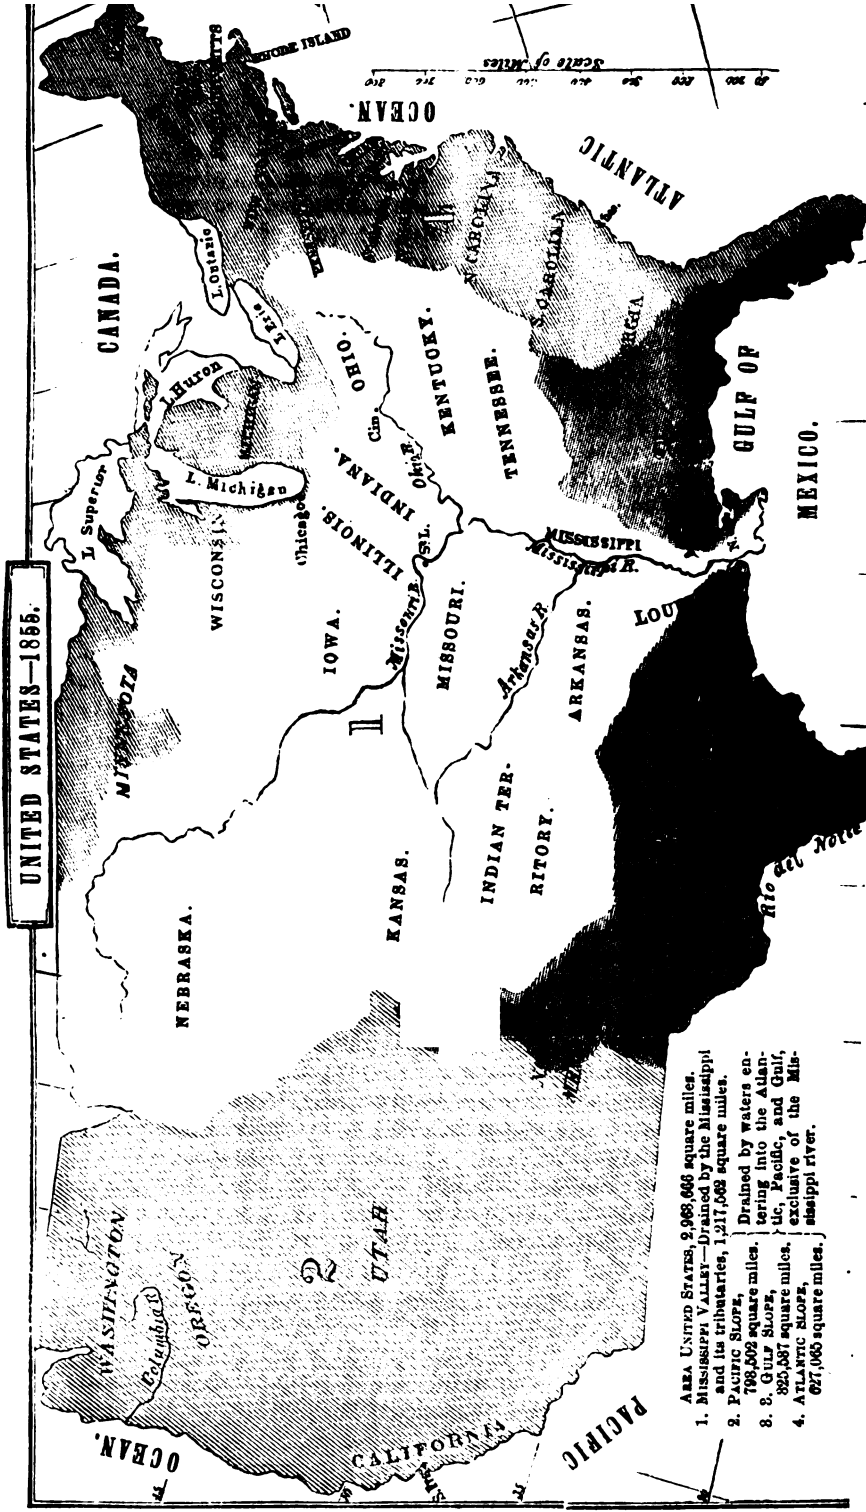 UNITED STATES—1855.
CANADA.
L. Superior
L. Huron
L. Ontario
L. Erie
L. Michigan
RHODE ISLAND
Scale of Miles
ATLANTIC
OCEAN.
WASHINGTON
Columbia R.
OREGON
NEBRASKA.
MINNESOTA
WISCONSIN
MICHIGAN
Chicago
IOWA.
ILLINOIS.
INDIANA.
OHIO.
Cin.
Ohio R.
S. L.
Missouri R.
MISSOURI.
KENTUCKY.
TENNESSEE.
N CAROLINA
S. CAROLINA
1
2
UTAH
KANSAS.
INDIAN TER-
RITORY.
Arkansas R.
ARKANSAS.
MISSISSIPPI
Mississippi R.
CALIFORNIA
PACIFIC
OCEAN.
Rio del Norte
GULF OF
MEXICO.
AREA UNITED STATES, 2,968,666 square miles.
1. MISSISSIPPI VALLEY—Drained by the Mississippi
and its tributaries, 1,217,562 square miles.
2. PACIFIC SLOPE,
798,502 square miles.
3. 3. GULF SLOPE,
325,537 square miles.
4. ATLANTIC SLOPE,
627,065 square miles.
Drained by waters en-
tering into the Atlan-
tic, Pacific, and Gulf,
exclusive of the Mis-
sissippi river.